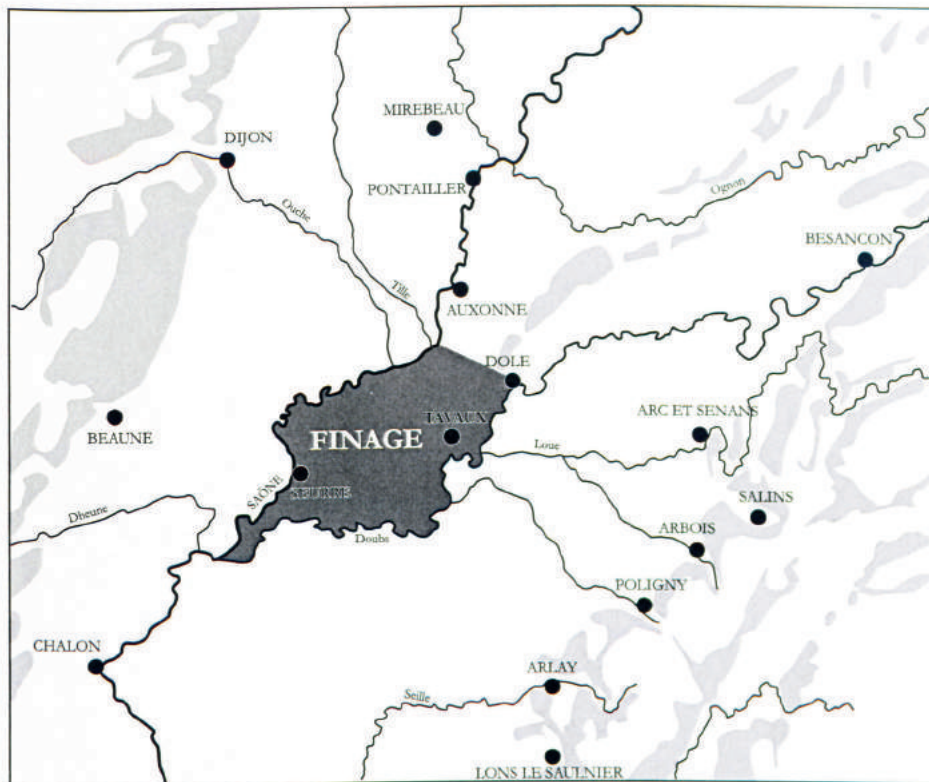 MIREBEAU
DIJON
PONTAILLER
Ognon
Ouche
BESANCON
Tille
AUXONNE
DOLE
TAVAUX
ARC ET SENANS
BEAUNE
FINAGE
Loue
SAÔNE
SEURRE
SALINS
Dheune
Doubs
ARBOIS
POLIGNY
CHALON
ARLAY
Seille
LONS LE SAULNIER